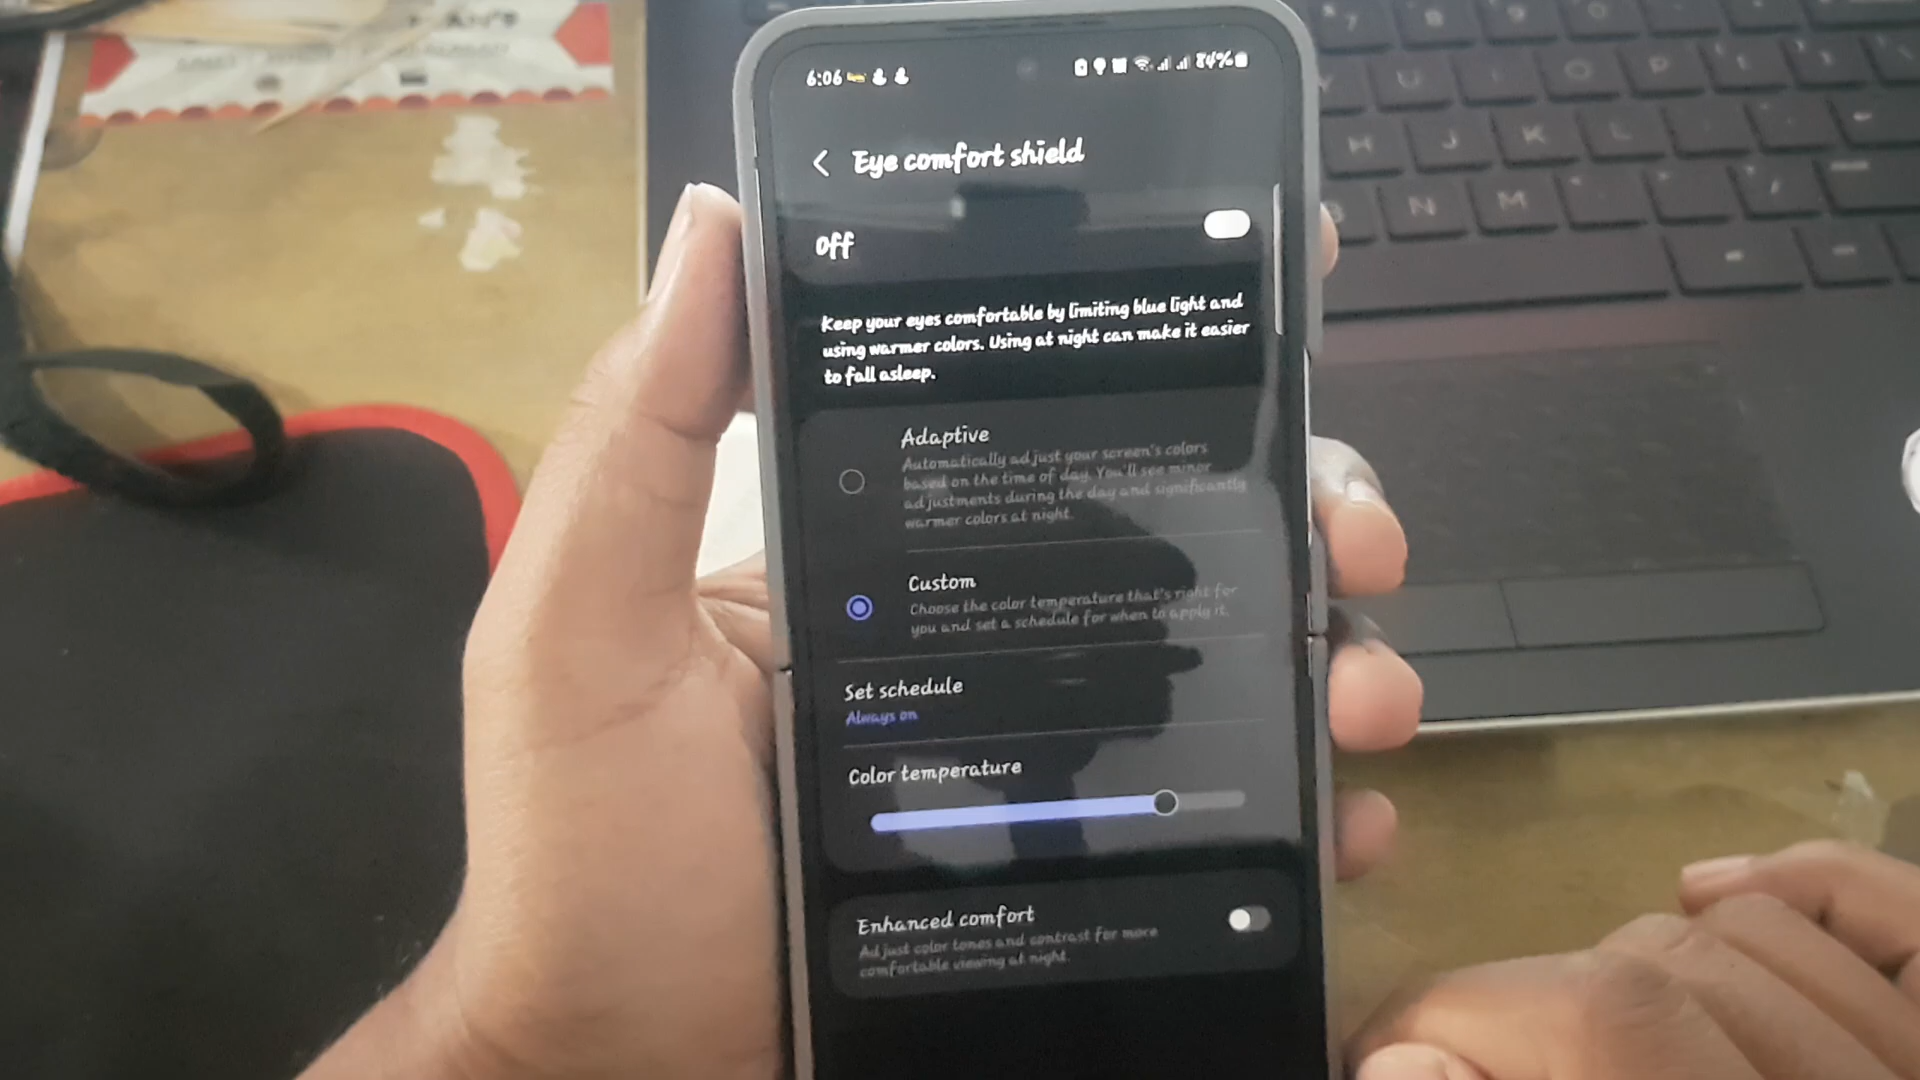 6:06
84%
Eye comfort shield
Off
Keep your eyes comfortable by limiting blue light and
using warmer colors. Using at night can make it easier
to fall asleep.
Adaptive
Automatically adjust your screen's colors
based on the time of day. You'll see minor
adjustments during the day and significantly
warmer colors at night.
Custom
Choose the color temperature that's right for
you and set a schedule for when to apply it.
Set schedule
Always on
Color temperature
Enhanced comfort
Adjust color tones and contrast for more
comfortable viewing at night.
7 8 9
U I O P
H J K L
N M